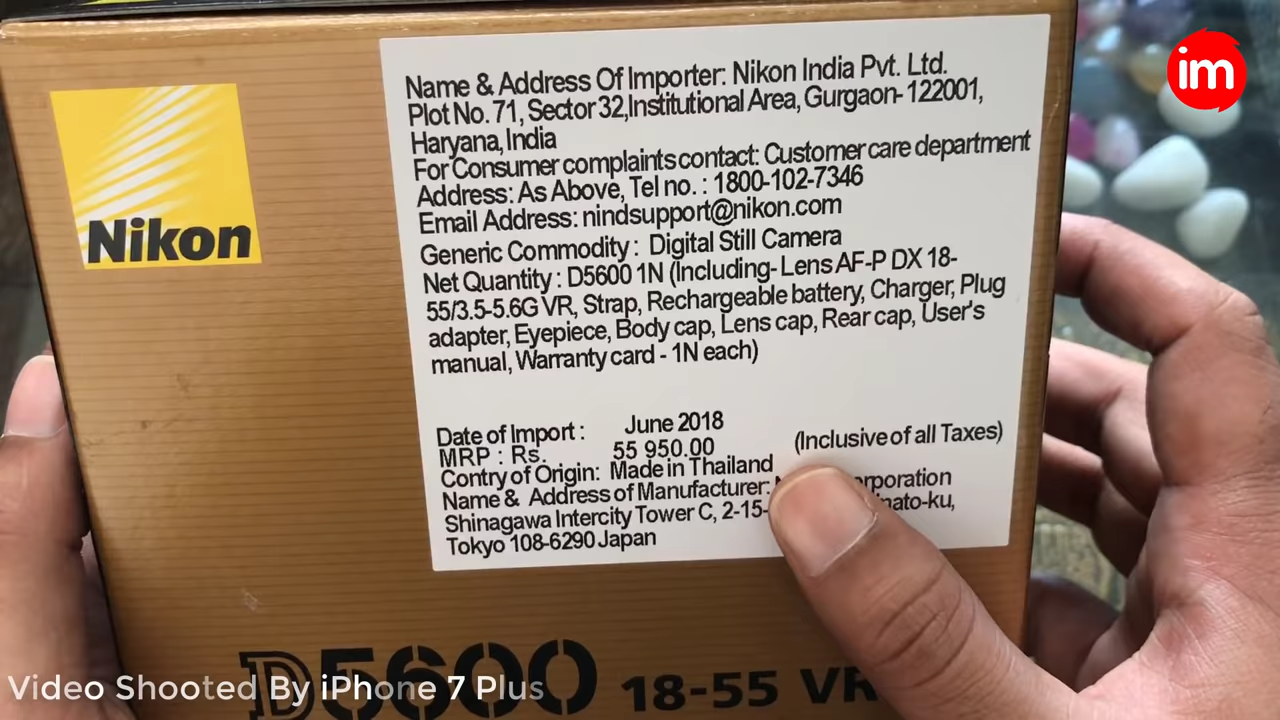 im
Nikon
Name & Address Of Importer: Nikon India Pvt. Ltd.
Plot No. 71, Sector 32,Institutional Area, Gurgaon- 122001,
Haryana, India
For Consumer complaints contact: Customer care department
Address: As Above, Tel no. : 1800-102-7346
Email Address: nindsupport@nikon.com
Generic Commodity : Digital Still Camera
Net Quantity : D5600 1N (Including- Lens AF-P DX 18-
55/3.5-5.6G VR, Strap, Rechargeable battery, Charger, Plug
adapter, Eyepiece, Body cap, Lens cap, Rear cap, User's
manual, Warranty card - 1N each)
Date of Import : June 2018
MRP : Rs. 55 950.00 (Inclusive of all Taxes)
Contry of Origin: Made in Thailand
Name & Address of Manufacturer:
Shinagawa Intercity Tower C, 2-15-
Tokyo 108-6290 Japan
D5600 18-55 VR
Video Shooted By iPhone 7 Plus